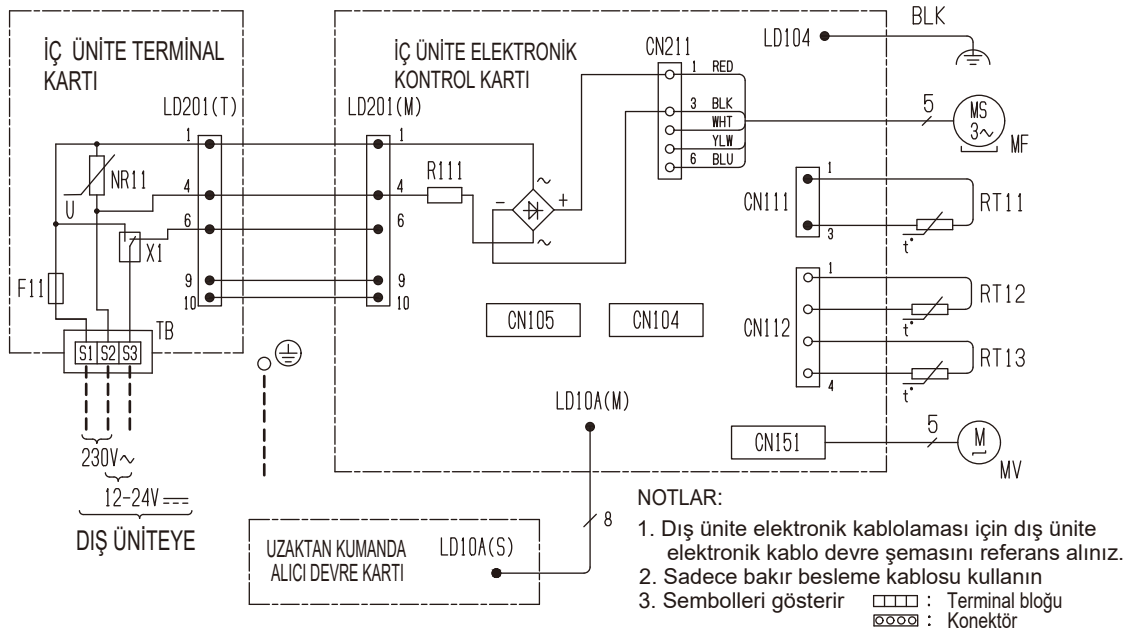 İÇ ÜNİTE TERMİNAL
KARTI
LD201(T)
1
4
6
9
10
NR11
U
X1
F11
TB
S1 S2 S3
230V∼
12-24V ⎓
DIŞ ÜNİTEYE
İÇ ÜNİTE ELEKTRONİK
KONTROL KARTI
LD201(M)
1
4
6
9
10
R111
∼
− +
∼
CN211
1 RED
3 BLK
WHT
YLW
6 BLU
LD104
BLK
5
MS
3∼
MF
CN111
1
3
RT11
t°
CN112
1
4
RT12
t°
RT13
t°
CN105
CN104
CN151
5
M
MV
LD10A(M)
8
UZAKTAN KUMANDA
ALICI DEVRE KARTI
LD10A(S)
NOTLAR:
1. Dış ünite elektronik kablolaması için dış ünite
elektronik kablo devre şemasını referans alınız.
2. Sadece bakır besleme kablosu kullanın
3. Sembolleri gösterir : Terminal bloğu
: Konektör